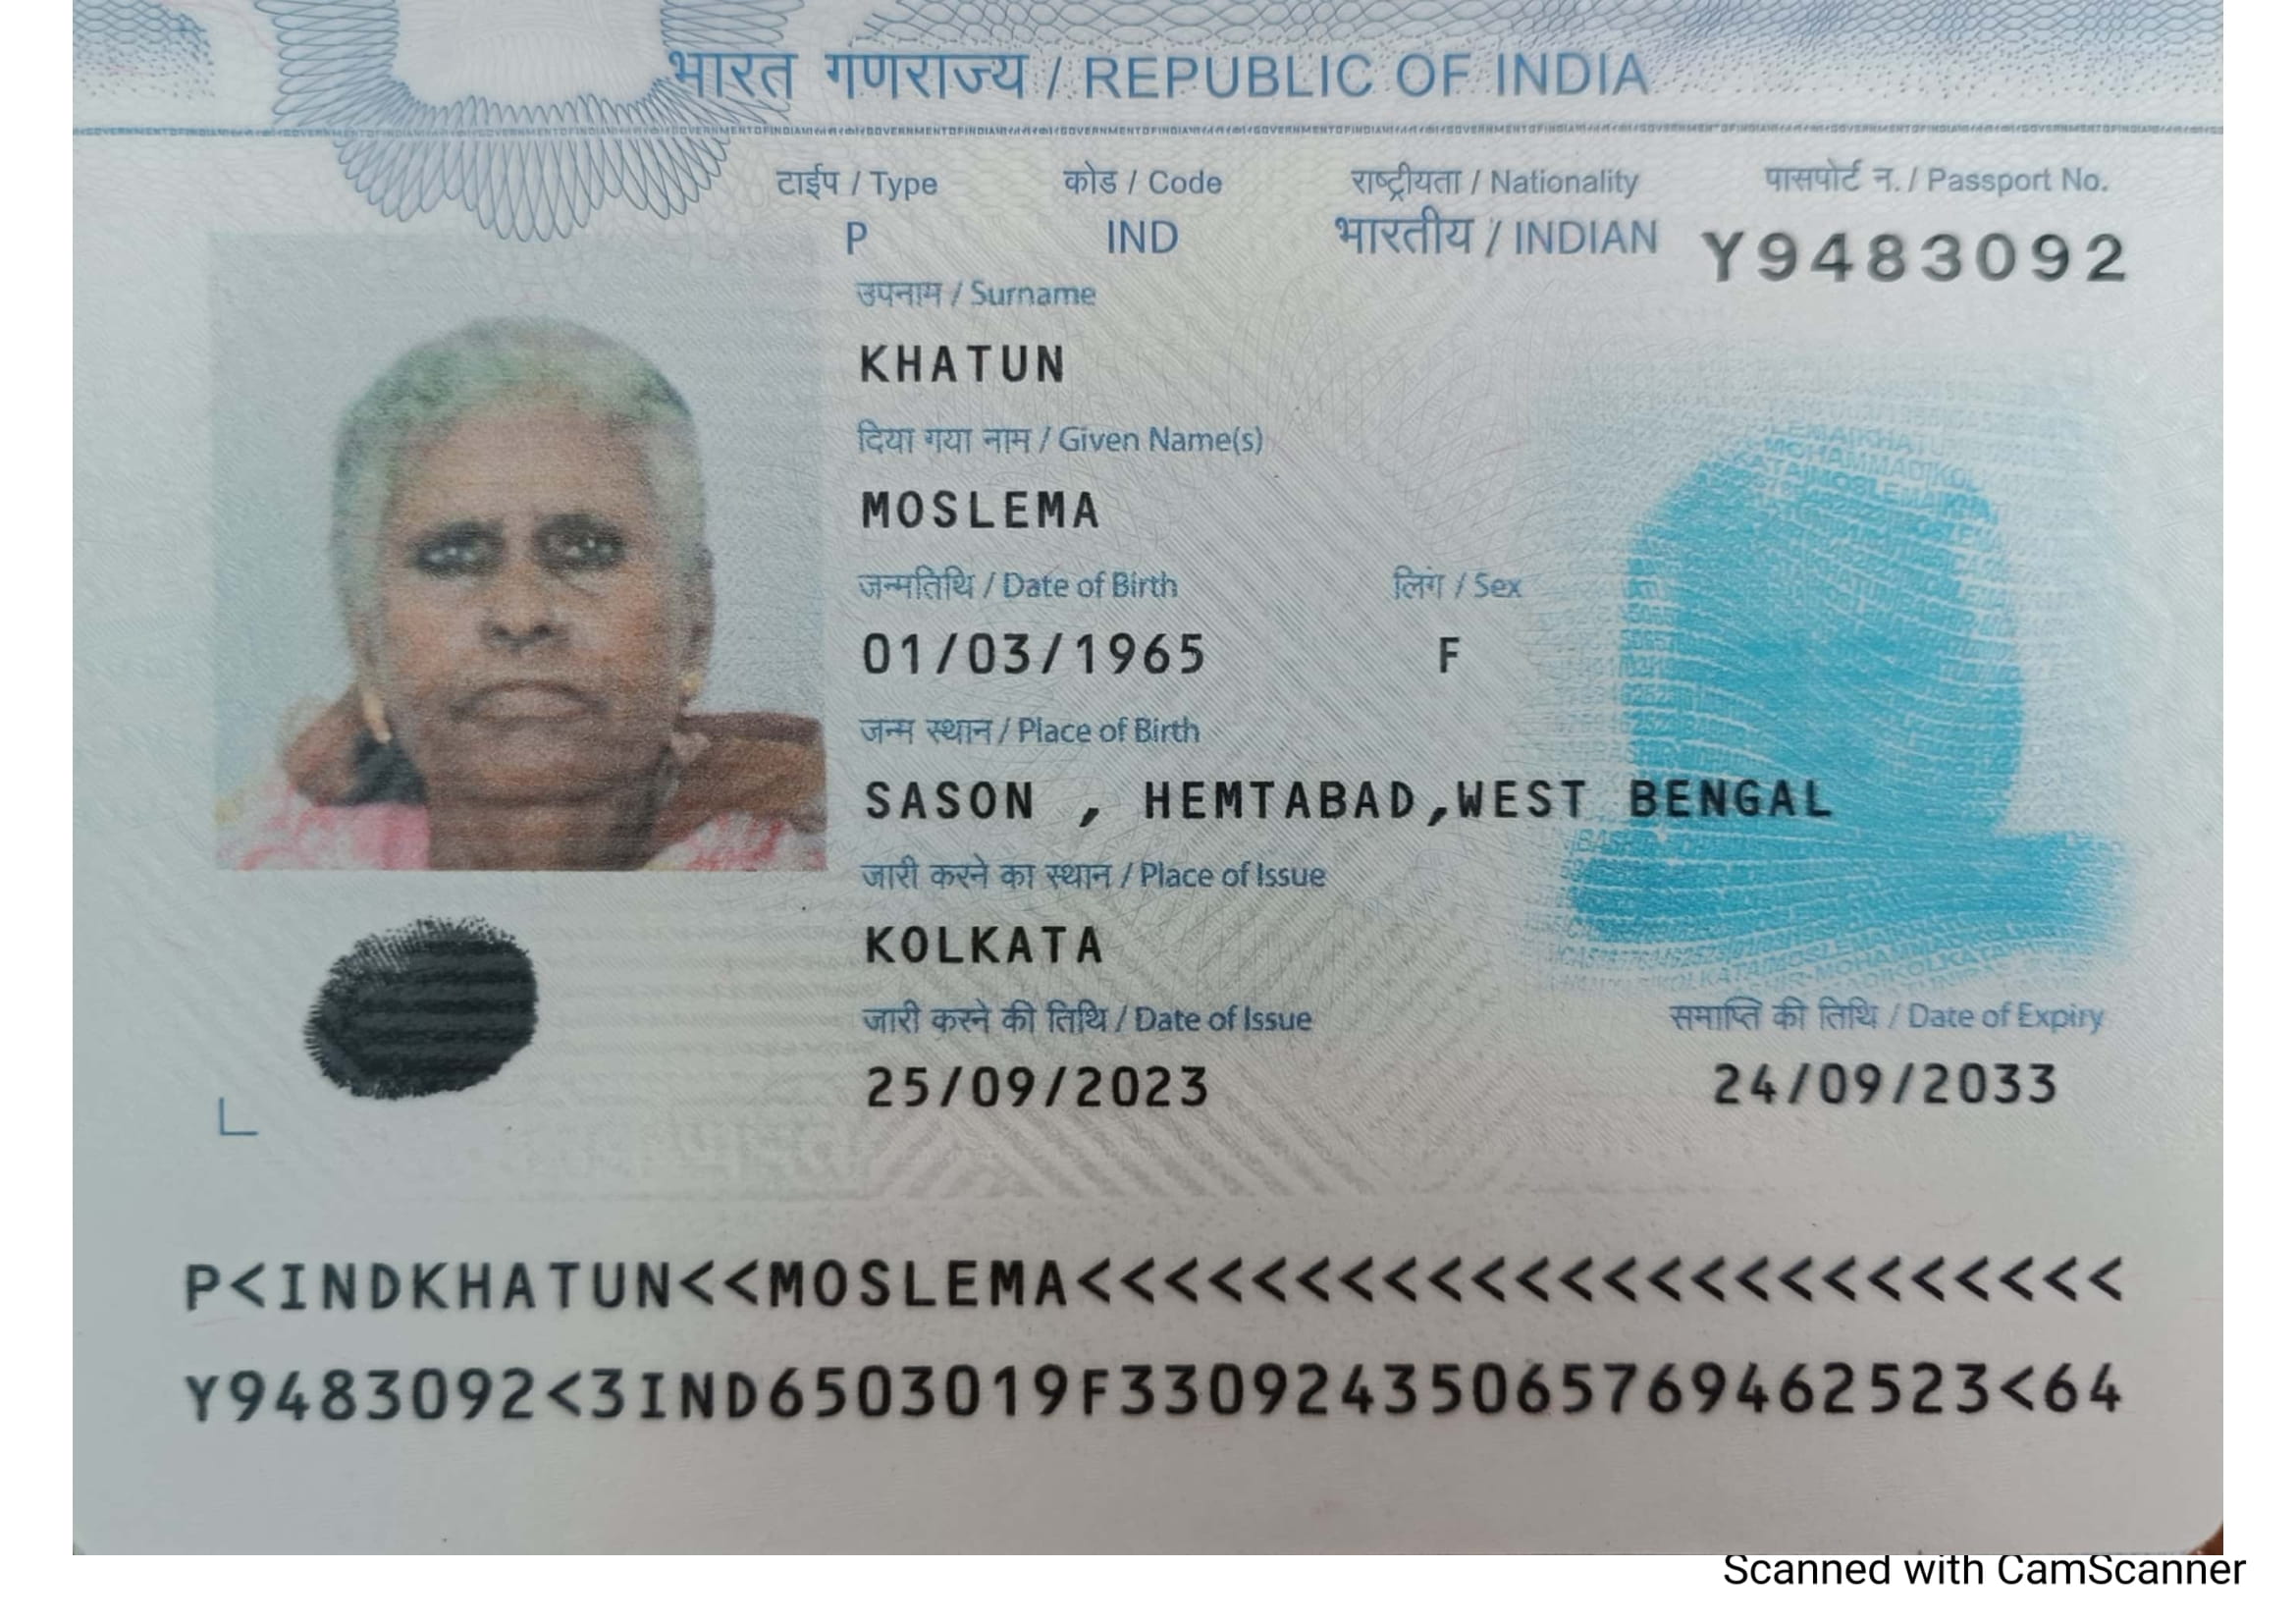 भारत गणराज्य / REPUBLIC OF INDIA
टाईप / Type कोड / Code राष्ट्रीयता / Nationality पासपोर्ट न. / Passport No.
P IND भारतीय / INDIAN Y9483092
उपनाम / Surname
KHATUN
दिया गया नाम / Given Name(s)
MOSLEMA
जन्मतिथि / Date of Birth लिंग / Sex
01/03/1965 F
जन्म स्थान / Place of Birth
SASON , HEMTABAD,WEST BENGAL
जारी करने का स्थान / Place of Issue
KOLKATA
जारी करने की तिथि / Date of Issue समाप्ति की तिथि / Date of Expiry
25/09/2023 24/09/2033
P<INDKHATUN<<MOSLEMA<<<<<<<<<<<<<<<<<<<<<<<<
Y9483092<3IND6503019F33092435065769462523<64
Scanned with CamScanner